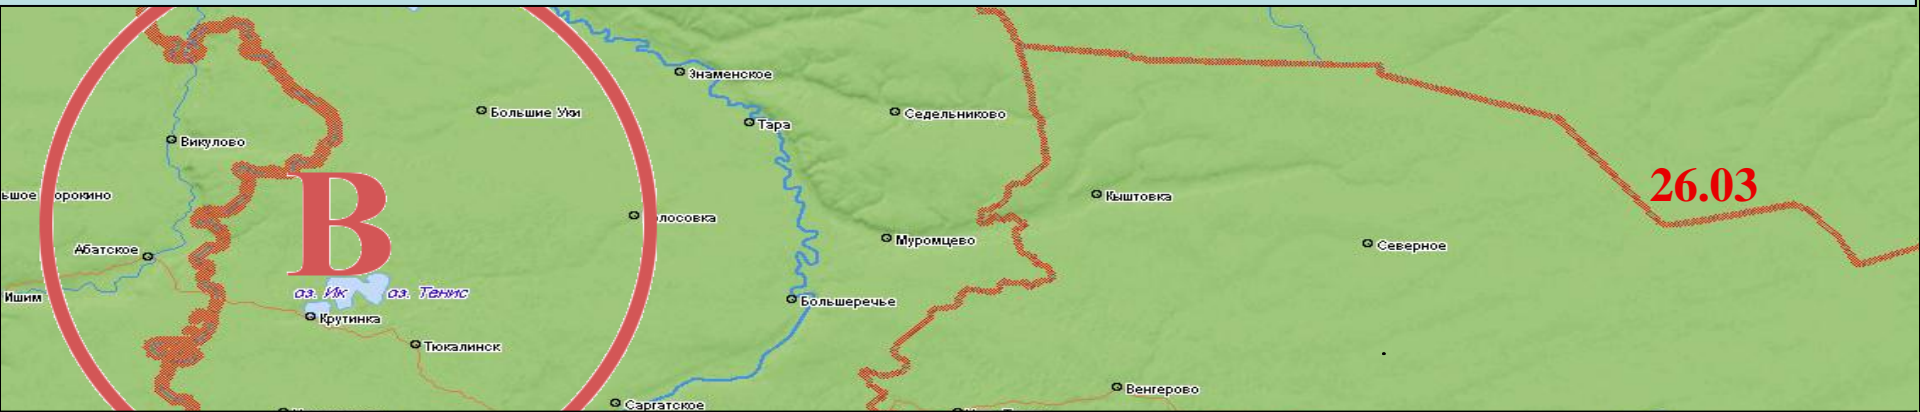 Знаменское
Большие Уки
Седельниково
Тара
Викулово
26.03
Кыштовка
В
Колосовка
Муромцево
Северное
Абатское
оз. Ик
оз. Тенис
Ишим
Большеречье
Крутинка
Тюкалинск
Венгерово
Саргатское